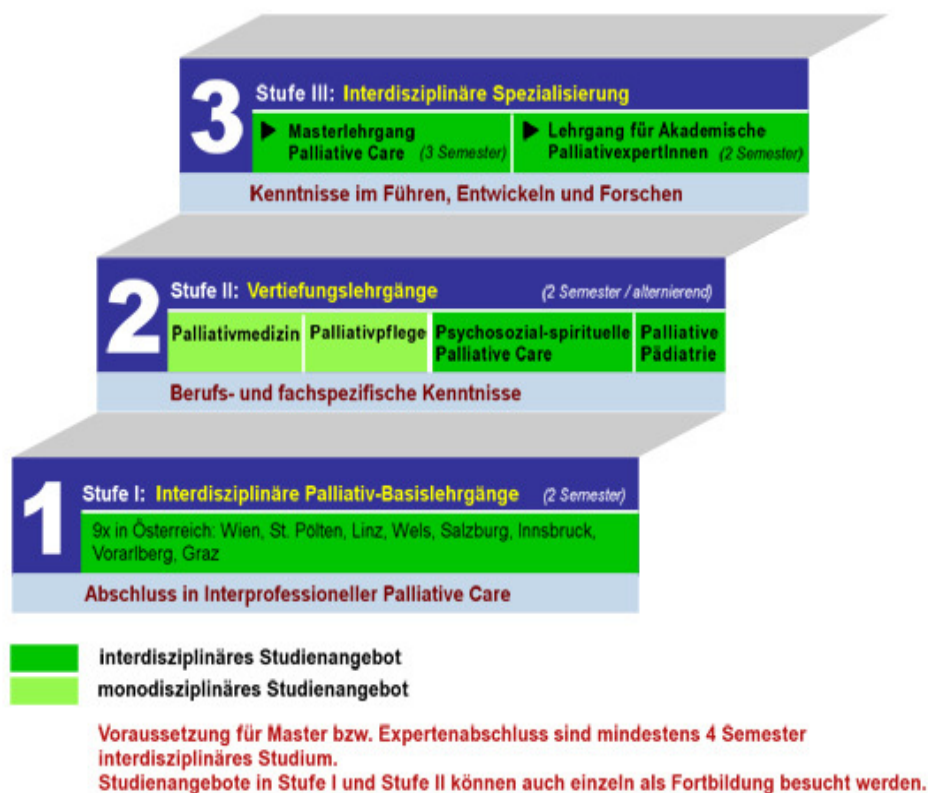 3
Stufe III: Interdisziplinäre Spezialisierung
Masterlehrgang
Palliative Care (3 Semester)
Lehrgang für Akademische
PalliativexpertInnen (2 Semester)
Kenntnisse im Führen, Entwickeln und Forschen
2
Stufe II: Vertiefungslehrgänge (2 Semester / alternierend)
Palliativmedizin
Palliativpflege
Psychosozial-spirituelle
Palliative Care
Palliative
Pädiatrie
Berufs- und fachspezifische Kenntnisse
1
Stufe I: Interdisziplinäre Palliativ-Basislehrgänge (2 Semester)
9x in Österreich: Wien, St. Pölten, Linz, Wels, Salzburg, Innsbruck,
Vorarlberg, Graz
Abschluss in Interprofessioneller Palliative Care
interdisziplinäres Studienangebot
monodisziplinäres Studienangebot
Voraussetzung für Master bzw. Expertenabschluss sind mindestens 4 Semester
interdisziplinäres Studium.
Studienangebote in Stufe I und Stufe II können auch einzeln als Fortbildung besucht werden.